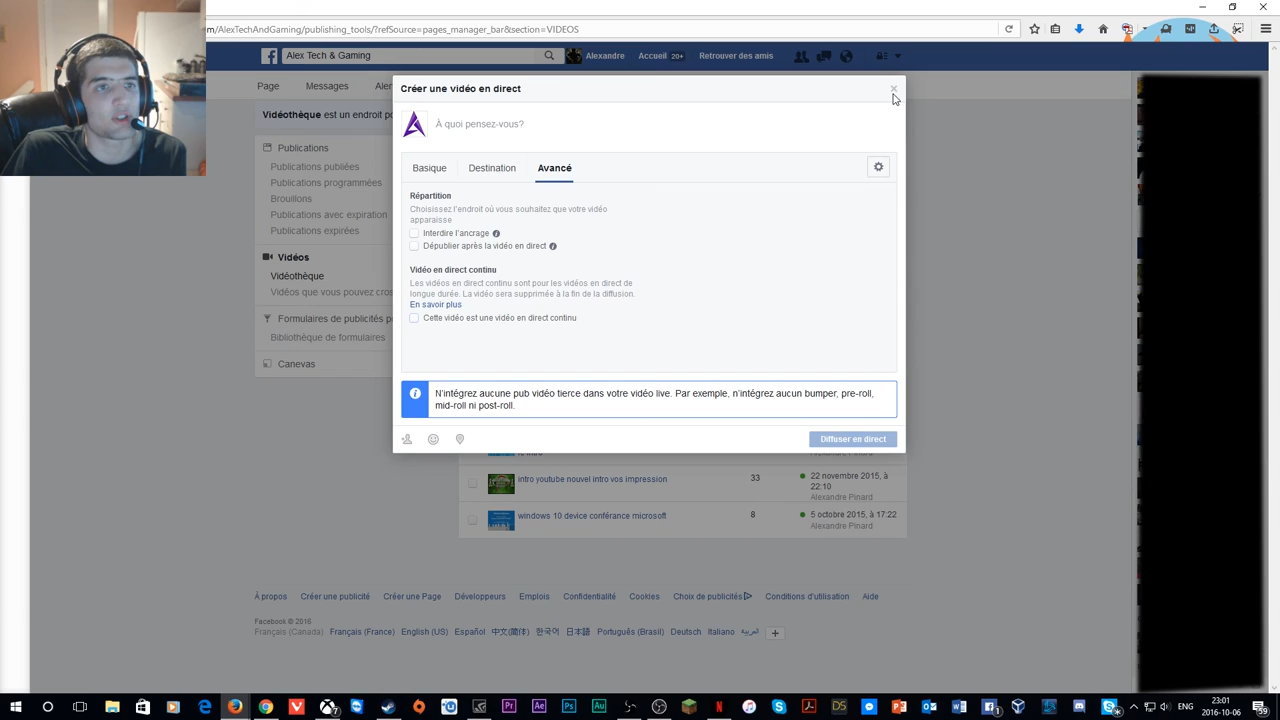 m/AlexTechAndGaming/publishing_tools/?refSource=pages_manager_bar&section=VIDEOS
Alex Tech & Gaming
Alexandre
Accueil 20+
Retrouver des amis
Page
Messages
Aler
Créer une vidéo en direct
Vidéothèque est un endroit po
À quoi pensez-vous?
Publications
Publications publiées
Publications programmées
Brouillons
Publications avec expiration
Publications expirées
Vidéos
Vidéothèque
Vidéos que vous pouvez cros
Formulaires de publicités p
Bibliothèque de formulaires
Canevas
Basique
Destination
Avancé
Répartition
Choisissez l'endroit où vous souhaitez que votre vidéo
apparaisse
Interdire l'ancrage
Dépublier après la vidéo en direct
Vidéo en direct continu
Les vidéos en direct continu sont pour les vidéos en direct de
longue durée. La vidéo sera supprimée à la fin de la diffusion.
En savoir plus
Cette vidéo est une vidéo en direct continu
N'intégrez aucune pub vidéo tierce dans votre vidéo live. Par exemple, n'intégrez aucun bumper, pre-roll,
mid-roll ni post-roll.
Diffuser en direct
intro youtube nouvel intro vos impression
33
22 novembre 2015, à
22:10
Alexandre Pinard
windows 10 device conférance microsoft
8
5 octobre 2015, à 17:22
Alexandre Pinard
À propos
Créer une publicité
Créer une Page
Développeurs
Emplois
Confidentialité
Cookies
Choix de publicités
Conditions d'utilisation
Aide
Facebook © 2016
Français (Canada)
Français (France)
English (US)
Español
中文(简体)
한국어
日本語
Português (Brasil)
Deutsch
Italiano
العربية
23:01
2016-10-06